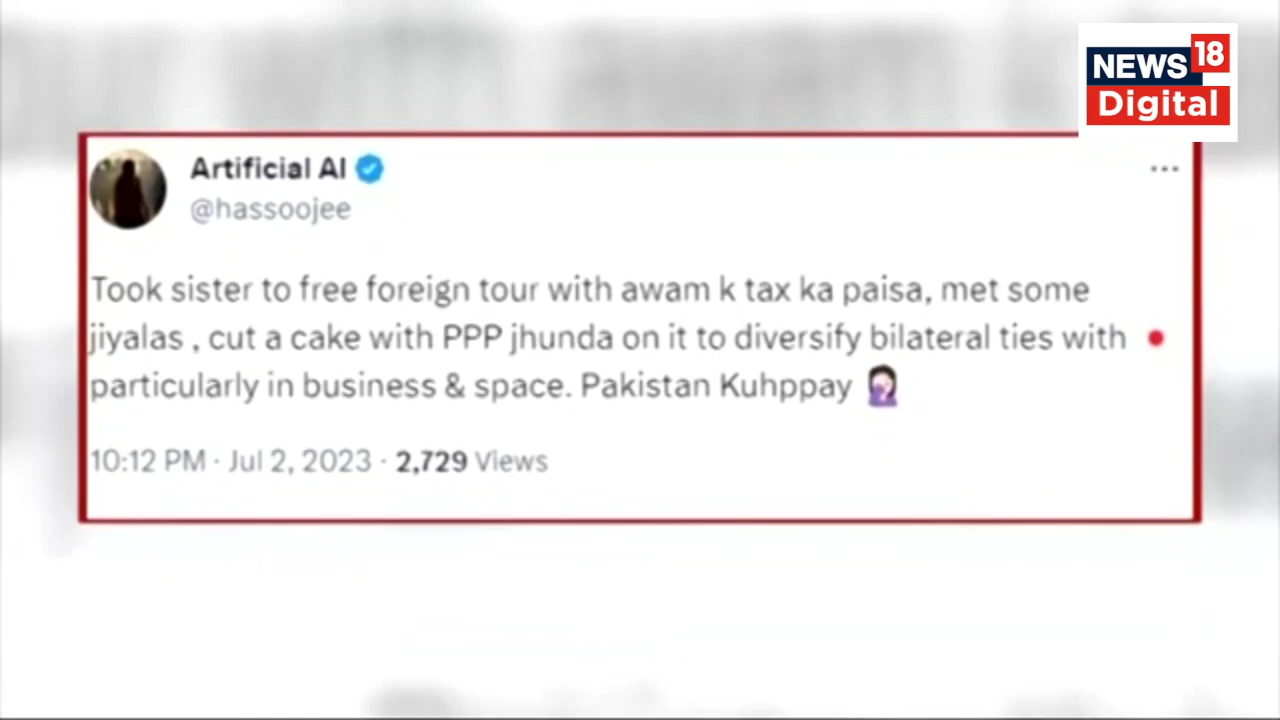 NEWS 18
Digital
Artificial AI
@hassoojee
Took sister to free foreign tour with awam k tax ka paisa, met some
jiyalas , cut a cake with PPP jhunda on it to diversify bilateral ties with 🇯🇵
particularly in business & space. Pakistan Kuhppay 🤦🏻‍♀️
10:12 PM · Jul 2, 2023 · 2,729 Views